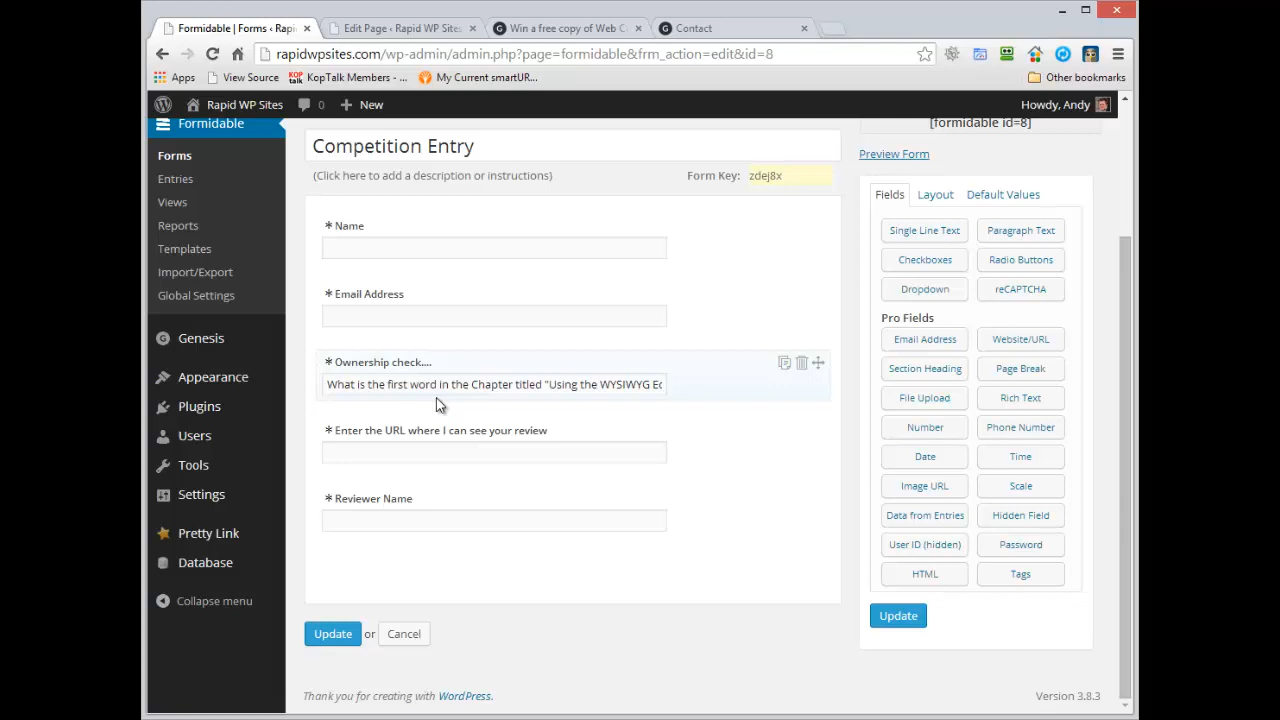 Formidable | Forms ‹ Rapi
Edit Page ‹ Rapid WP Sites
Win a free copy of Web C
Contact
rapidwpsites.com/wp-admin/admin.php?page=formidable&frm_action=edit&id=8
Apps
View Source
KOP talk
KopTalk Members - ...
My Current smartUR...
Other bookmarks
Rapid WP Sites
0
New
Howdy, Andy
Formidable
Forms
Entries
Views
Reports
Templates
Import/Export
Global Settings
Genesis
Appearance
Plugins
Users
Tools
Settings
Pretty Link
Database
Collapse menu
Competition Entry
(Click here to add a description or instructions)
Form Key: zdej8x
* Name
* Email Address
* Ownership check....
What is the first word in the Chapter titled "Using the WYSIWYG Ec
* Enter the URL where I can see your review
* Reviewer Name
Update or Cancel
[formidable id=8]
Preview Form
Fields Layout Default Values
Single Line Text Paragraph Text
Checkboxes Radio Buttons
Dropdown reCAPTCHA
Pro Fields
Email Address Website/URL
Section Heading Page Break
File Upload Rich Text
Number Phone Number
Date Time
Image URL Scale
Data from Entries Hidden Field
User ID (hidden) Password
HTML Tags
Update
Thank you for creating with WordPress.
Version 3.8.3